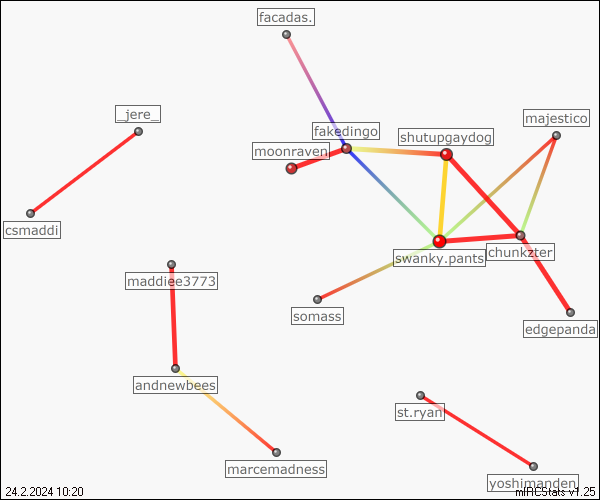 facadas.
_jere_
majestico
fakedingo
shutupgaydog
moonraven
csmaddi
swanky.pants
chunkzter
maddiee3773
somass
edgepanda
andnewbees
st.ryan
marcemadness
yoshimanden
24.2.2024 10:20
mIRCStats v1.25